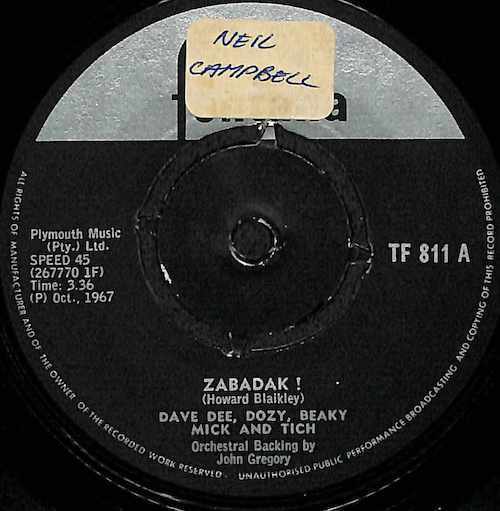 NEIL
CAMPBELL
Plymouth Music
(Pty.) Ltd.
SPEED 45
(267770 1F)
Time: 3.36
(P) Oct., 1967
TF 811 A
ZABADAK !
(Howard Blaikley)
DAVE DEE, DOZY, BEAKY
MICK AND TICH
Orchestral Backing by
John Gregory
ALL RIGHTS OF MANUFACTURER AND OF THE OWNER OF THE RECORDED WORK RESERVED. UNAUTHORISED PUBLIC PERFORMANCE BROADCASTING AND COPYING OF THIS RECORD PROHIBITED